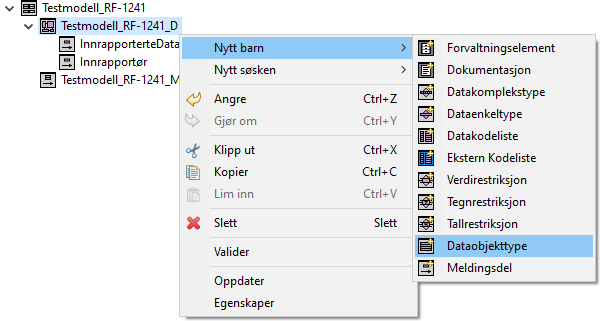 Testmodell_RF-1241
Testmodell_RF-1241_D
InnrapporterteData
Innrapportør
Testmodell_RF-1241_M
Nytt barn
Nytt søsken
Angre Ctrl+Z
Gjør om Ctrl+Y
Klipp ut Ctrl+X
Kopier Ctrl+C
Lim inn Ctrl+V
Slett Slett
Valider
Oppdater
Egenskaper
Forvaltningselement
Dokumentasjon
Datakomplekstype
Dataenkeltype
Datakodeliste
Ekstern Kodeliste
Verdirestriksjon
Tegnrestriksjon
Tallrestriksjon
Dataobjekttype
Meldingsdel